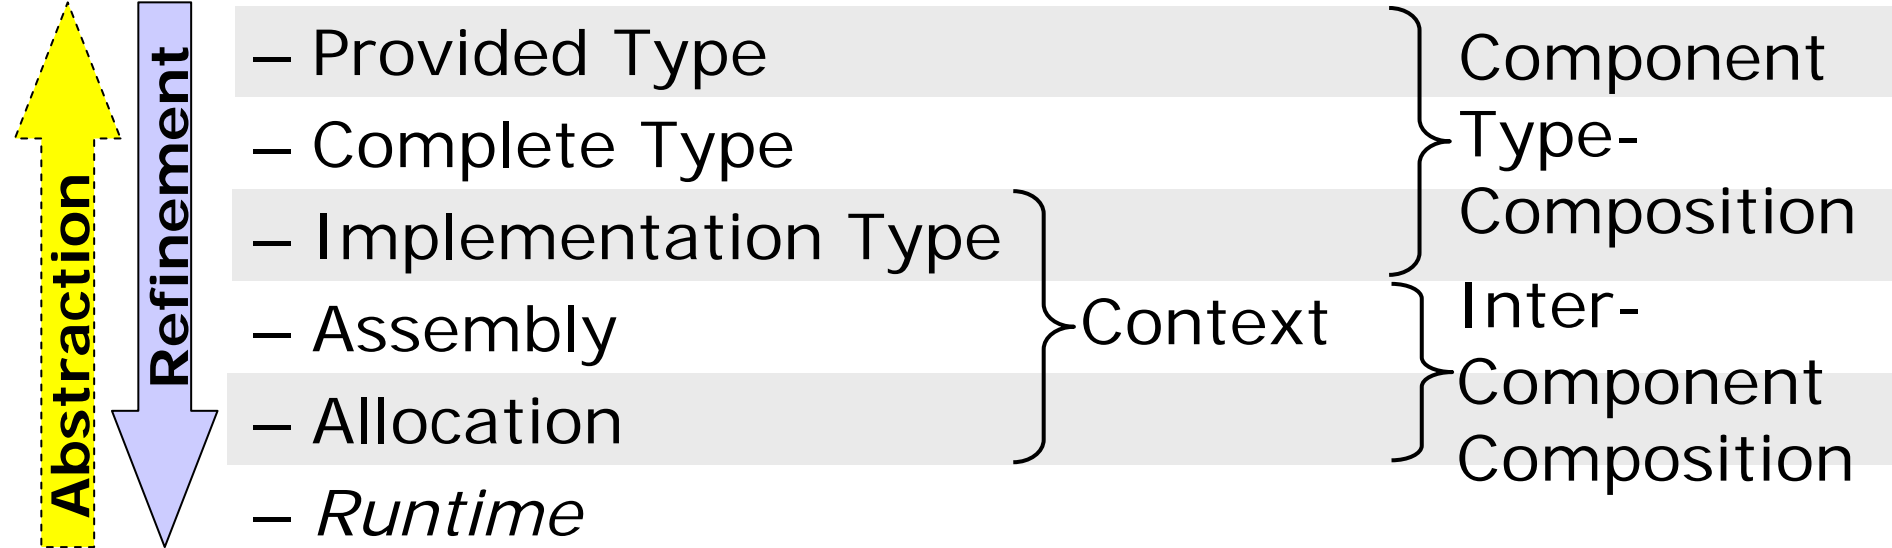 Abstraction
Refinement
– Provided Type
– Complete Type
– Implementation Type
– Assembly
– Allocation
– Runtime
Context
Component
Type-
Composition
Inter-
Component
Composition